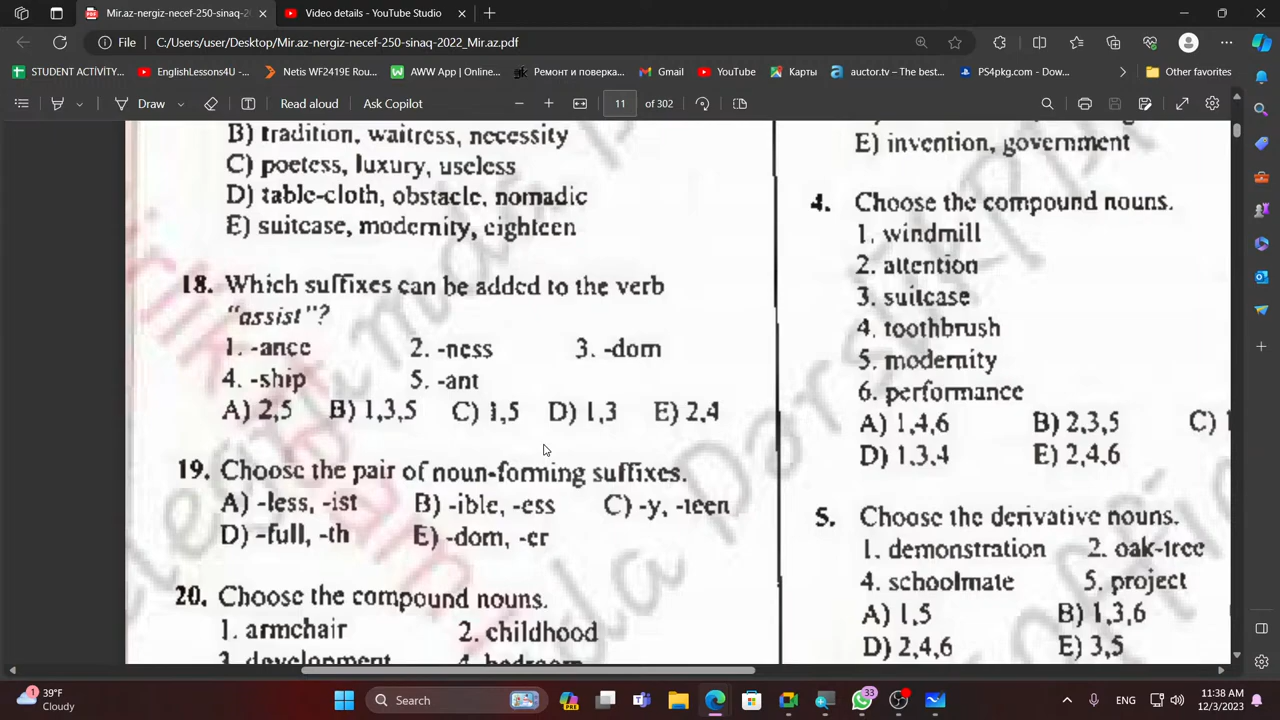 Mir.az-nergiz-necef-250-sinaq-2
Video details - YouTube Studio
File
C:/Users/user/Desktop/Mir.az-nergiz-necef-250-sinaq-2022_Mir.az.pdf
STUDENT ACTİVİTY
EnglishLessons4U -...
Netis WF2419E Rou...
AWW App | Online...
Ремонт и поверка...
Gmail
YouTube
Карты
auctor.tv – The best...
PS4pkg.com - Dow...
Other favorites
Draw
Read aloud
Ask Copilot
11
of 302
B) tradition, waitress, necessity
C) poetess, luxury, useless
D) table-cloth, obstacle, nomadic
E) suitcase, modernity, eighteen
18. Which suffixes can be added to the verb
"assist"?
1. -ance 2. -ness 3. -dom
4. -ship 5. -ant
A) 2,5 B) 1,3,5 C) 1,5 D) 1,3 E) 2,4
19. Choose the pair of noun-forming suffixes.
A) -less, -ist B) -ible, -ess C) -y, -teen
D) -full, -th E) -dom, -er
20. Choose the compound nouns.
1. armchair 2. childhood
3. development 4. bedroom
E) invention, government
4. Choose the compound nouns.
1. windmill
2. attention
3. suitcase
4. toothbrush
5. modernity
6. performance
A) 1,4,6 B) 2,3,5 C)
D) 1,3,4 E) 2,4,6
5. Choose the derivative nouns.
1. demonstration 2. oak-tree
4. schoolmate 5. project
A) 1,5 B) 1,3,6
D) 2,4,6 E) 3,5
1
39°F
Cloudy
Search
33
ENG
11:38 AM
12/3/2023